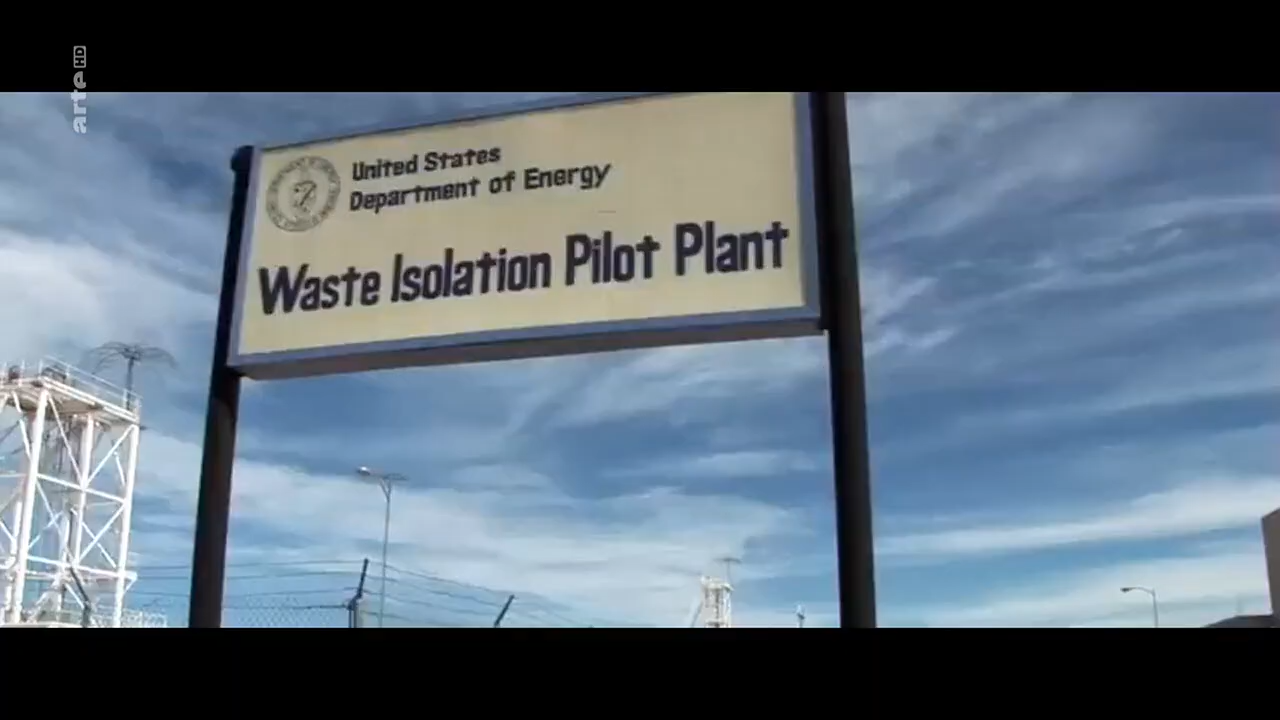 arte HD
United States
Department of Energy
Waste Isolation Pilot Plant